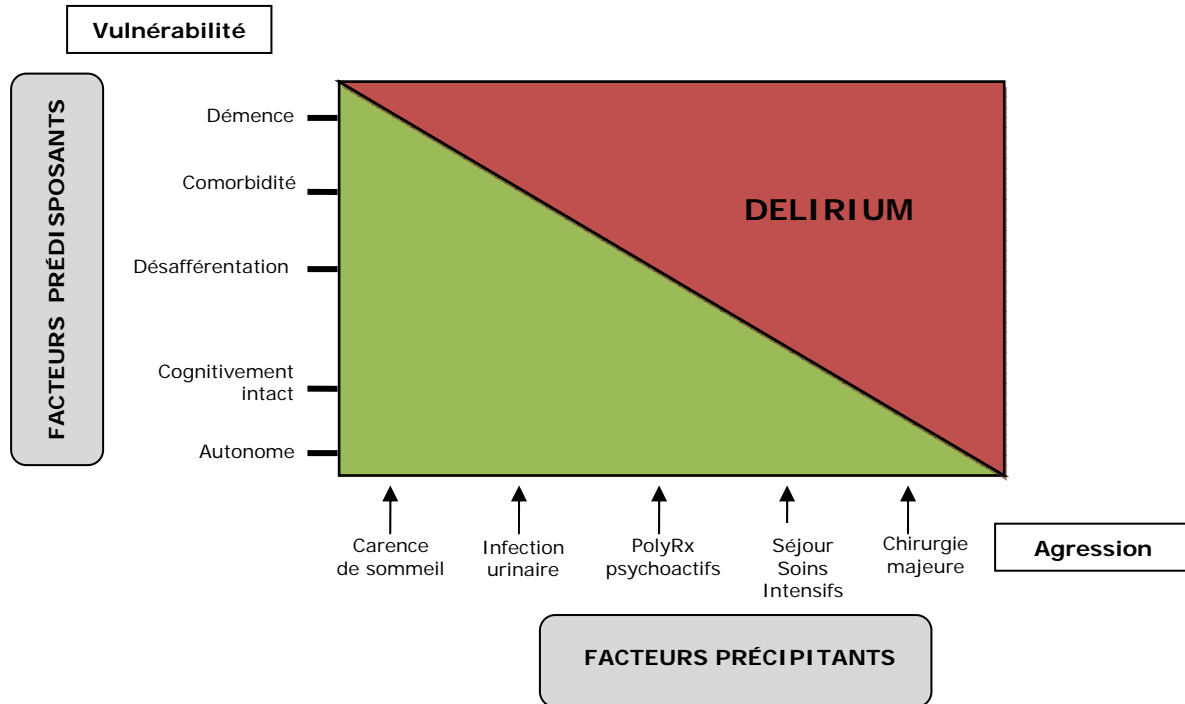 Vulnérabilité
FACTEURS PRÉDISPOSANTS
Démence
Comorbidité
Désafférentation
Cognitivement
intact
Autonome
DELIRIUM
Carence
de sommeil
Infection
urinaire
PolyRx
psychoactifs
Séjour
Soins
Intensifs
Chirurgie
majeure
Agression
FACTEURS PRÉCIPITANTS